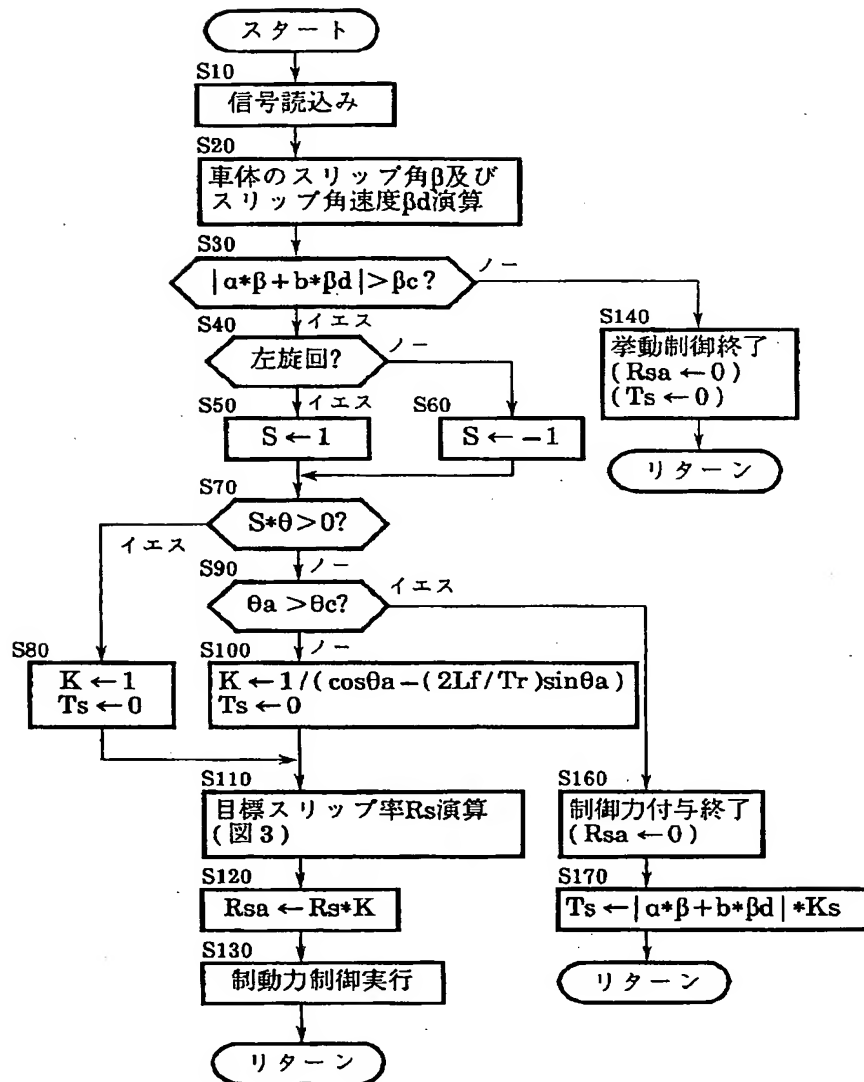 スタート
S10
信号読込み
S20
車体のスリップ角β及び
スリップ角速度βd演算
S30
|α*β+b*βd|>βc?
ノー
イエス
S40
左旋回?
ノー
S140
挙動制御終了
(Rsa←0)
(Ts←0)
リターン
イエス
S50
S←1
S60
S←-1
S70
S*θ>0?
イエス
ノー
S90
θa>θc?
イエス
ノー
S80
K←1
Ts←0
S100
K←1/(cosθa-(2Lf/Tr)sinθa)
Ts←0
S110
目標スリップ率Rs演算
(図3)
S160
制御力付与終了
(Rsa←0)
S120
Rsa←Rs*K
S170
Ts←|α*β+b*βd|*Ks
S130
制動力制御実行
リターン
リターン